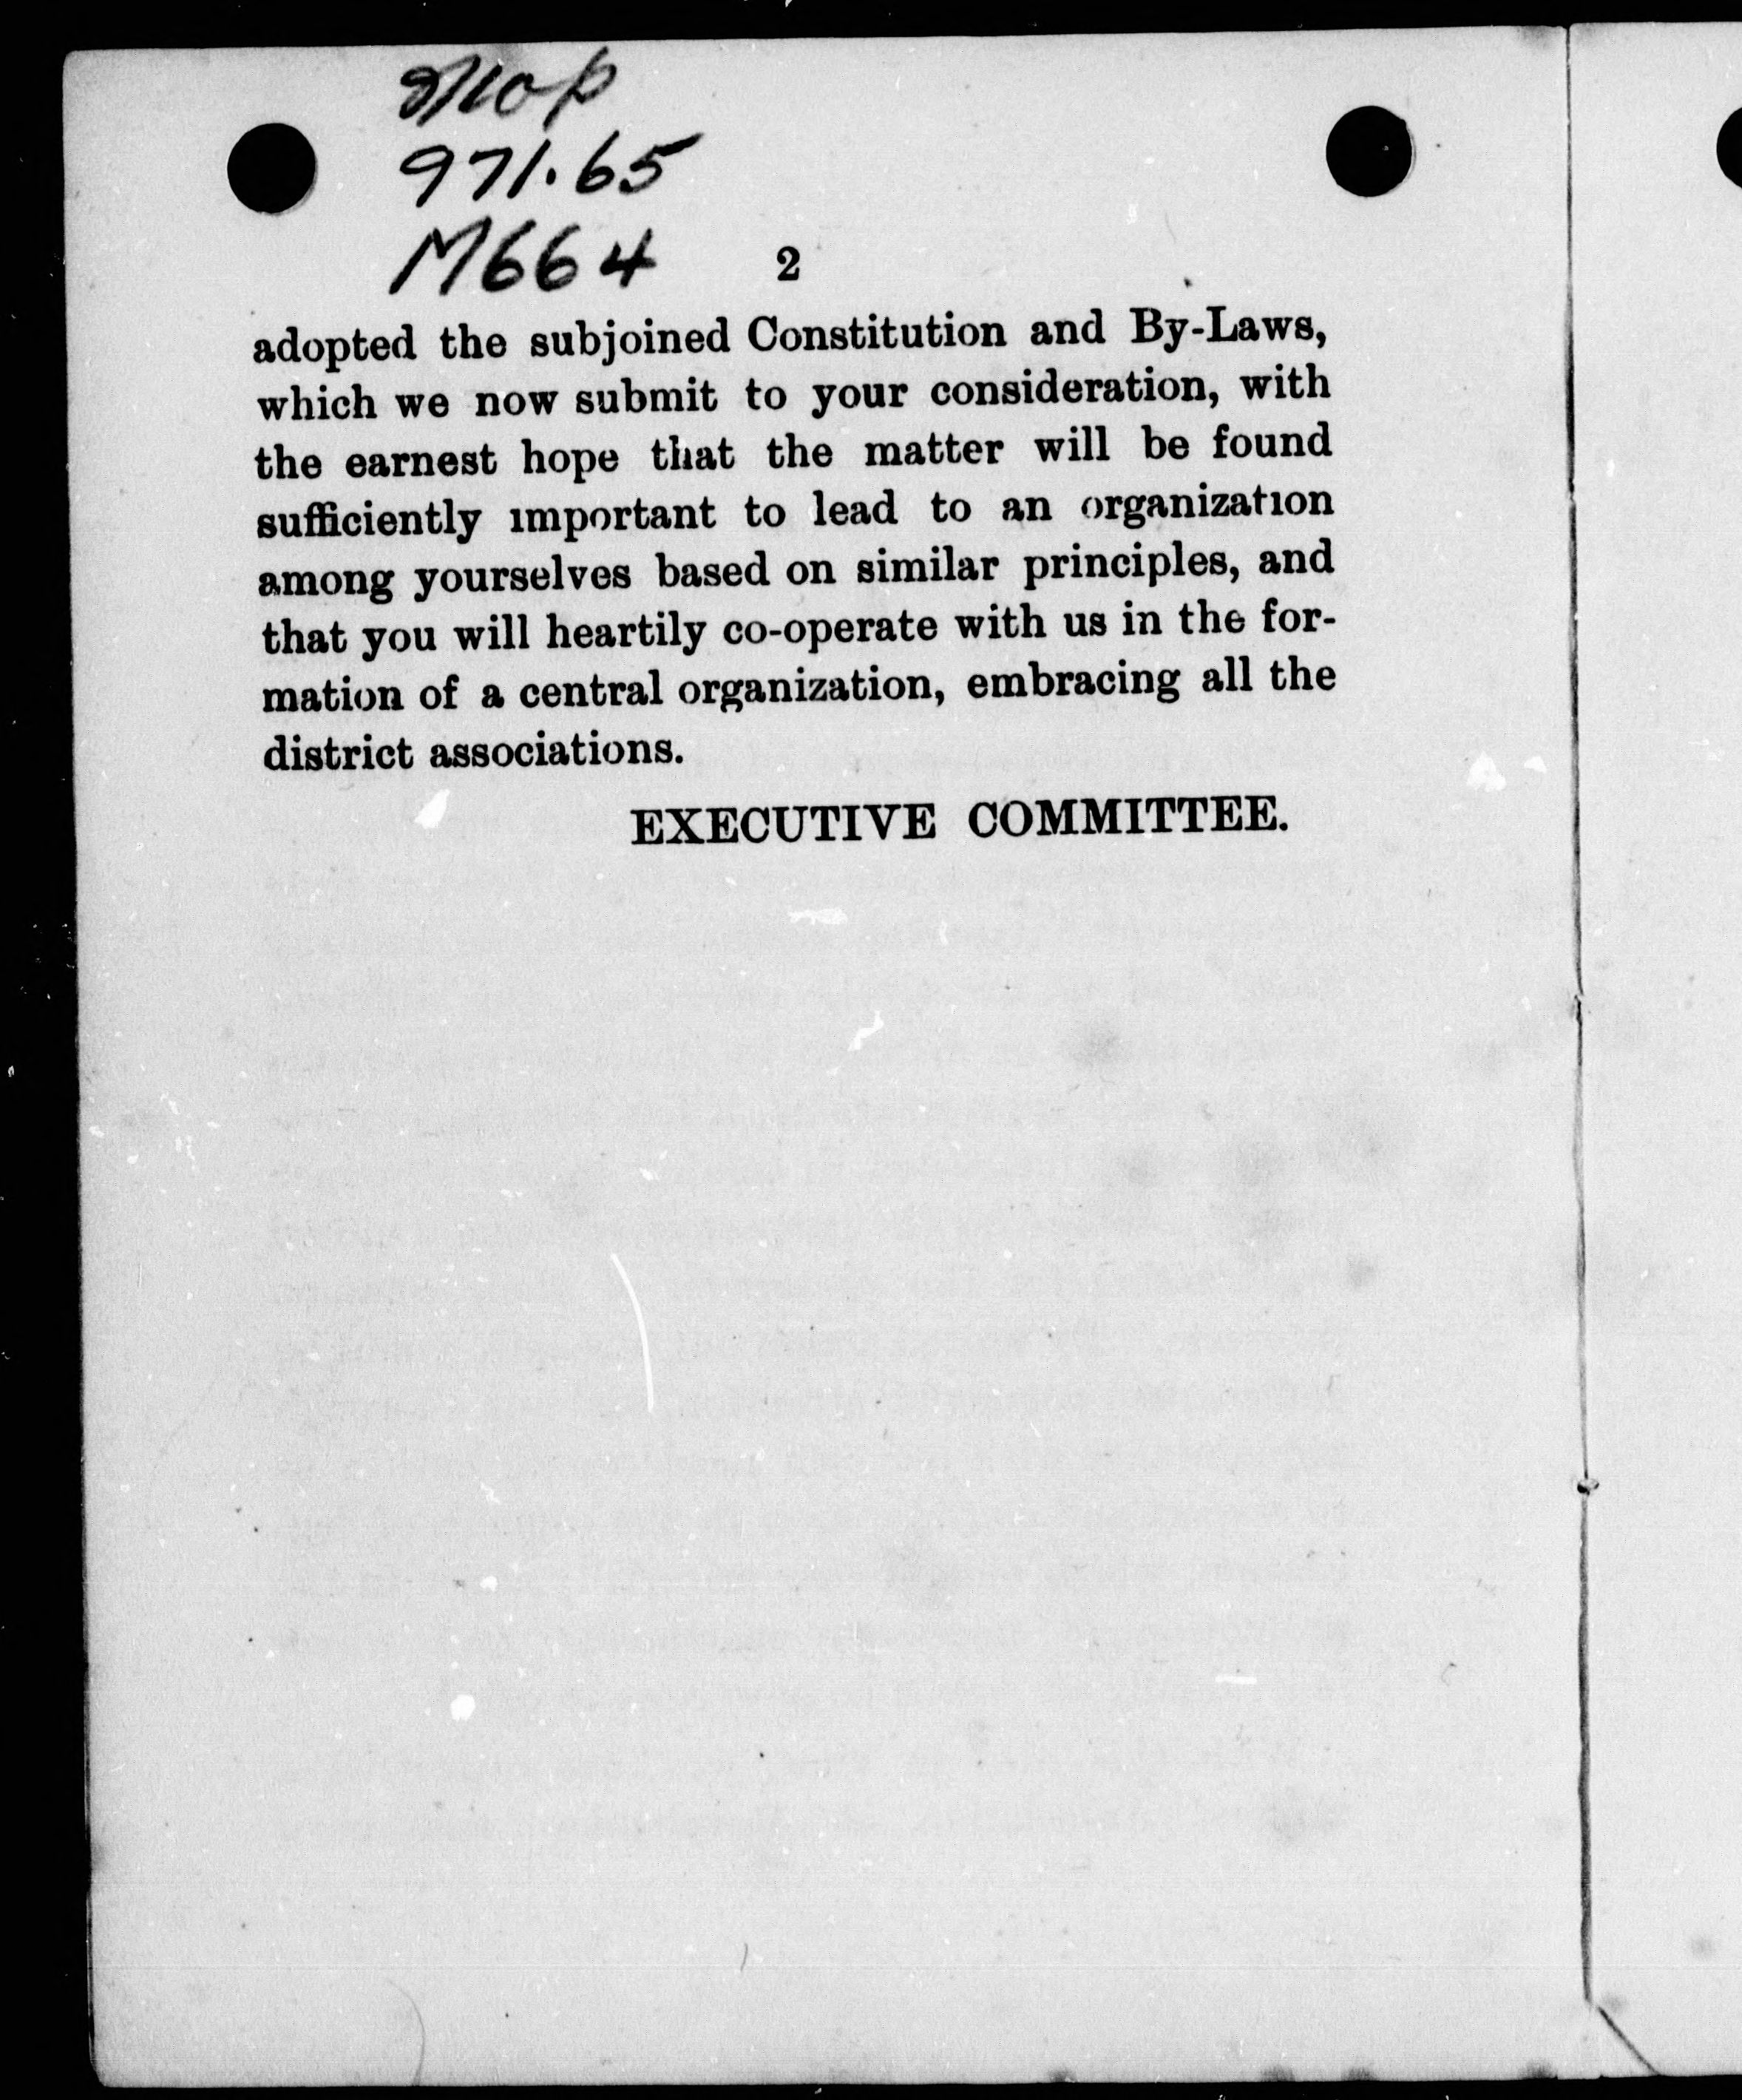 Map
971.65
M664
2
adopted the subjoined Constitution and By-Laws,
which we now submit to your consideration, with
the earnest hope that the matter will be found
sufficiently important to lead to an organization
among yourselves based on similar principles, and
that you will heartily co-operate with us in the for-
mation of a central organization, embracing all the
district associations.
EXECUTIVE COMMITTEE.